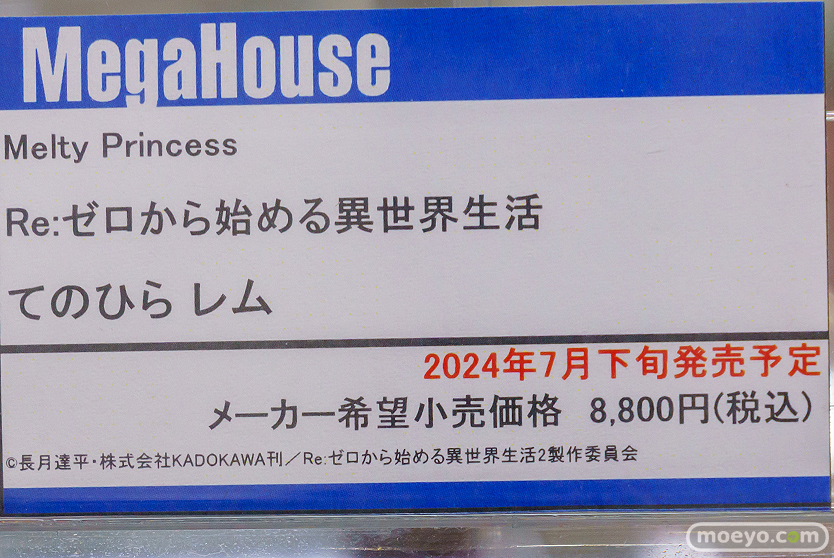 MegaHouse
Melty Princess
Re:ゼロから始める異世界生活
てのひら レム
2024年7月下旬発売予定
メーカー希望小売価格 8,800円(税込)
©長月達平・株式会社KADOKAWA刊／Re:ゼロから始める異世界生活2製作委員会
moeyo.com